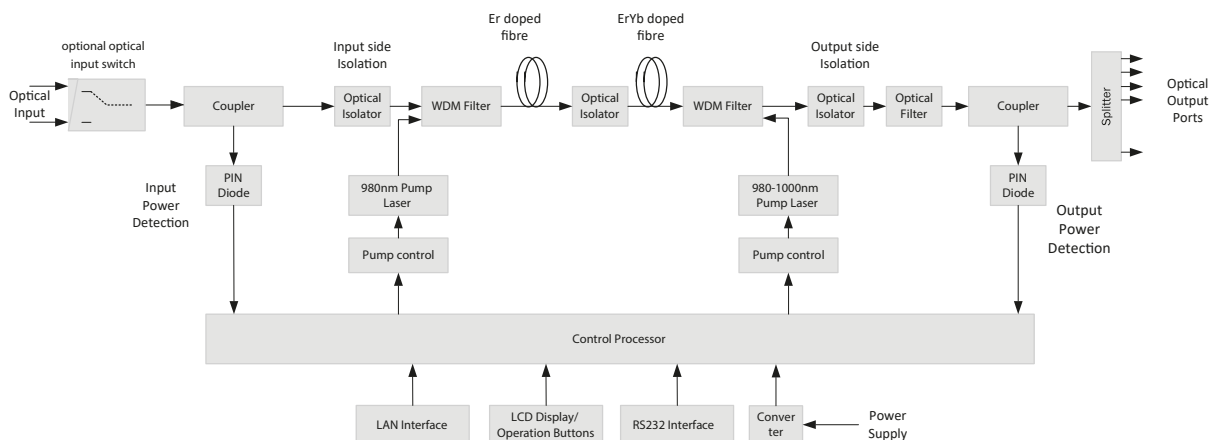 Er doped
fibre
ErYb doped
fibre
optional optical
input switch
Input side
Isolation
Output side
Isolation
Optical
Input
Coupler
Optical
Isolator
WDM Filter
Optical
Isolator
WDM Filter
Optical
Isolator
Optical
Filter
Coupler
Splitter
Optical
Output
Ports
PIN
Diode
Input
Power
Detection
980nm Pump
Laser
980-1000nm
Pump Laser
PIN
Diode
Output
Power
Detection
Pump control
Pump control
Control Processor
LAN Interface
LCD Display/
Operation Buttons
RS232 Interface
Conver
ter
Power
Supply